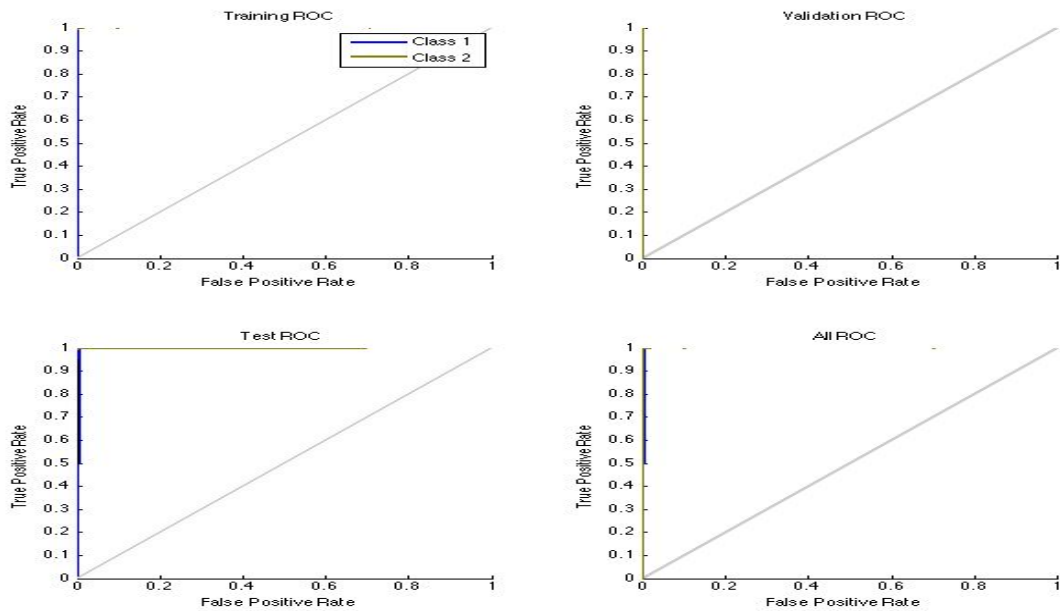 Training ROC
Class 1
Class 2
True Positive Rate
1
0.9
0.8
0.7
0.6
0.5
0.4
0.3
0.2
0.1
0
0 0.2 0.4 0.6 0.8 1
False Positive Rate
Validation ROC
True Positive Rate
1
0.9
0.8
0.7
0.6
0.5
0.4
0.3
0.2
0.1
0
0 0.2 0.4 0.6 0.8 1
False Positive Rate
Test ROC
True Positive Rate
1
0.9
0.8
0.7
0.6
0.5
0.4
0.3
0.2
0.1
0
0 0.2 0.4 0.6 0.8 1
False Positive Rate
All ROC
True Positive Rate
1
0.9
0.8
0.7
0.6
0.5
0.4
0.3
0.2
0.1
0
0 0.2 0.4 0.6 0.8 1
False Positive Rate